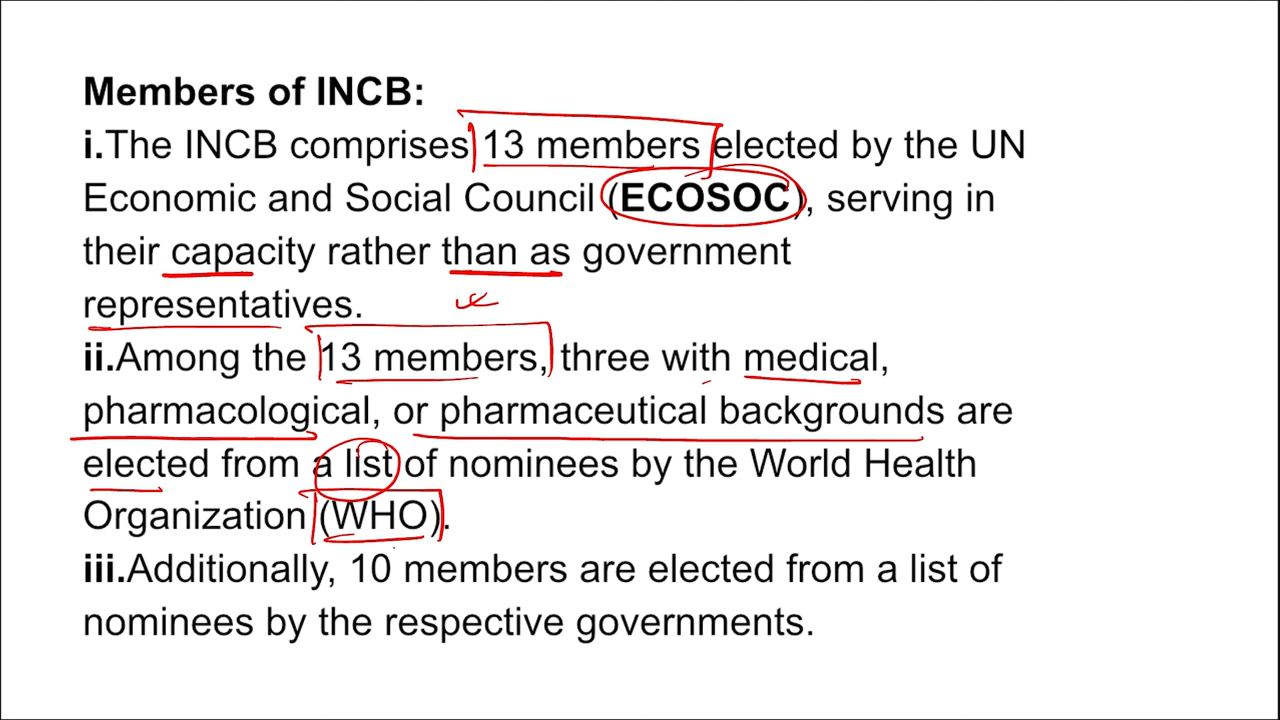 Members of INCB:
i.The INCB comprises 13 members elected by the UN
Economic and Social Council (ECOSOC), serving in
their capacity rather than as government
representatives.
ii.Among the 13 members, three with medical,
pharmacological, or pharmaceutical backgrounds are
elected from a list of nominees by the World Health
Organization (WHO).
iii.Additionally, 10 members are elected from a list of
nominees by the respective governments.